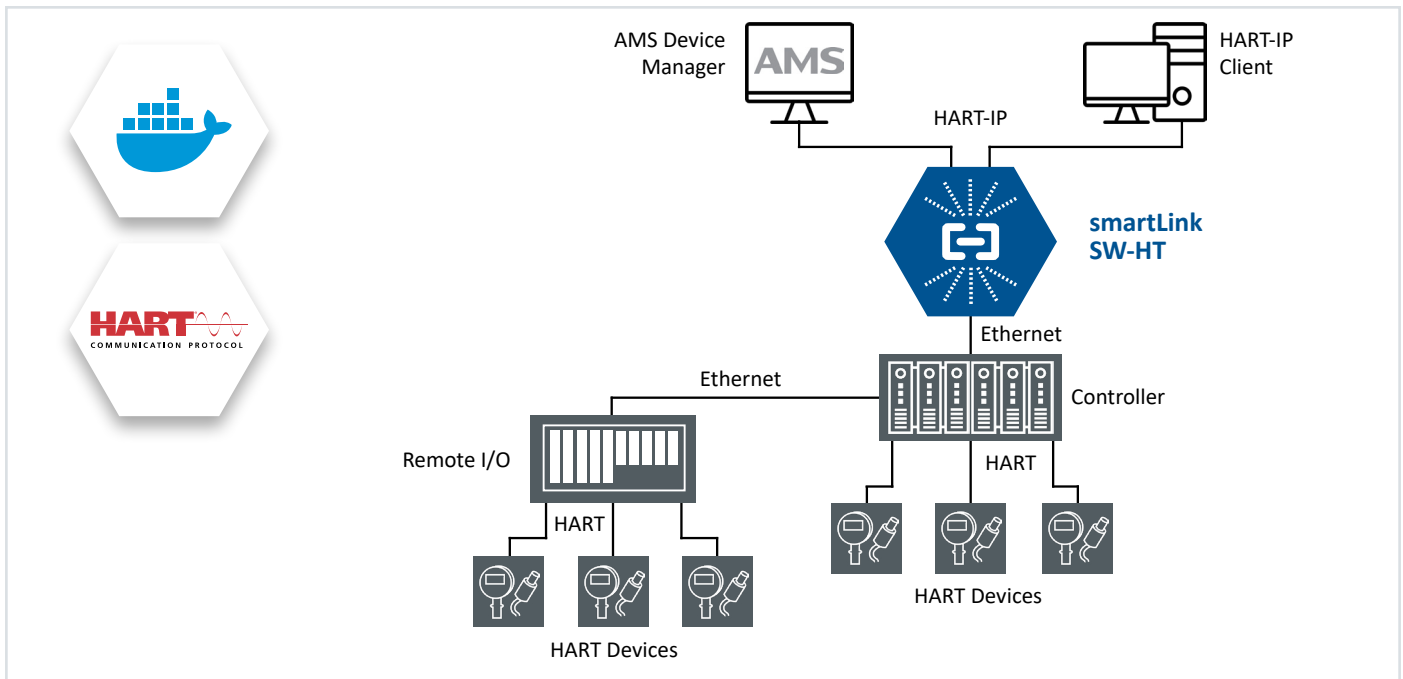 AMS Device
Manager
AMS
HART-IP
Client
HART-IP
HART
COMMUNICATION PROTOCOL
smartLink
SW-HT
Ethernet
Ethernet
Controller
Remote I/O
HART
HART
HART Devices
HART Devices